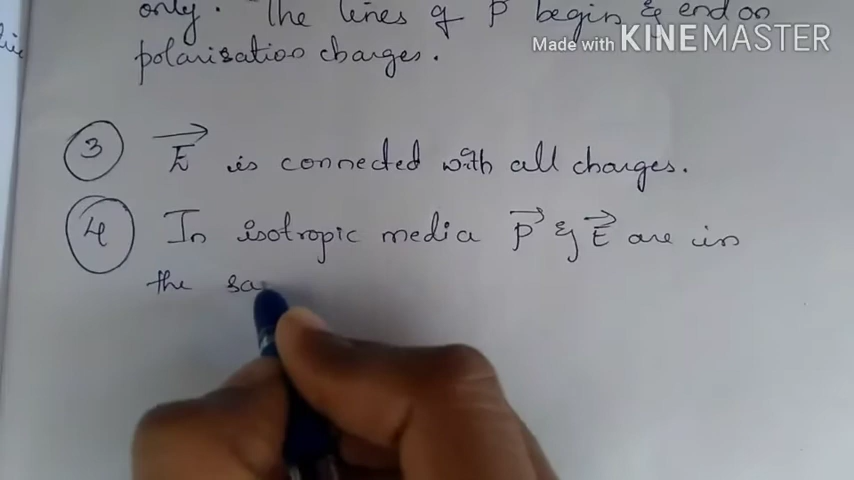 only. The lines of P begin & end on
Made with KINEMASTER
polarisation charges.
3 E is connected with all charges.
4 In isotropic media P & E are in
the sa